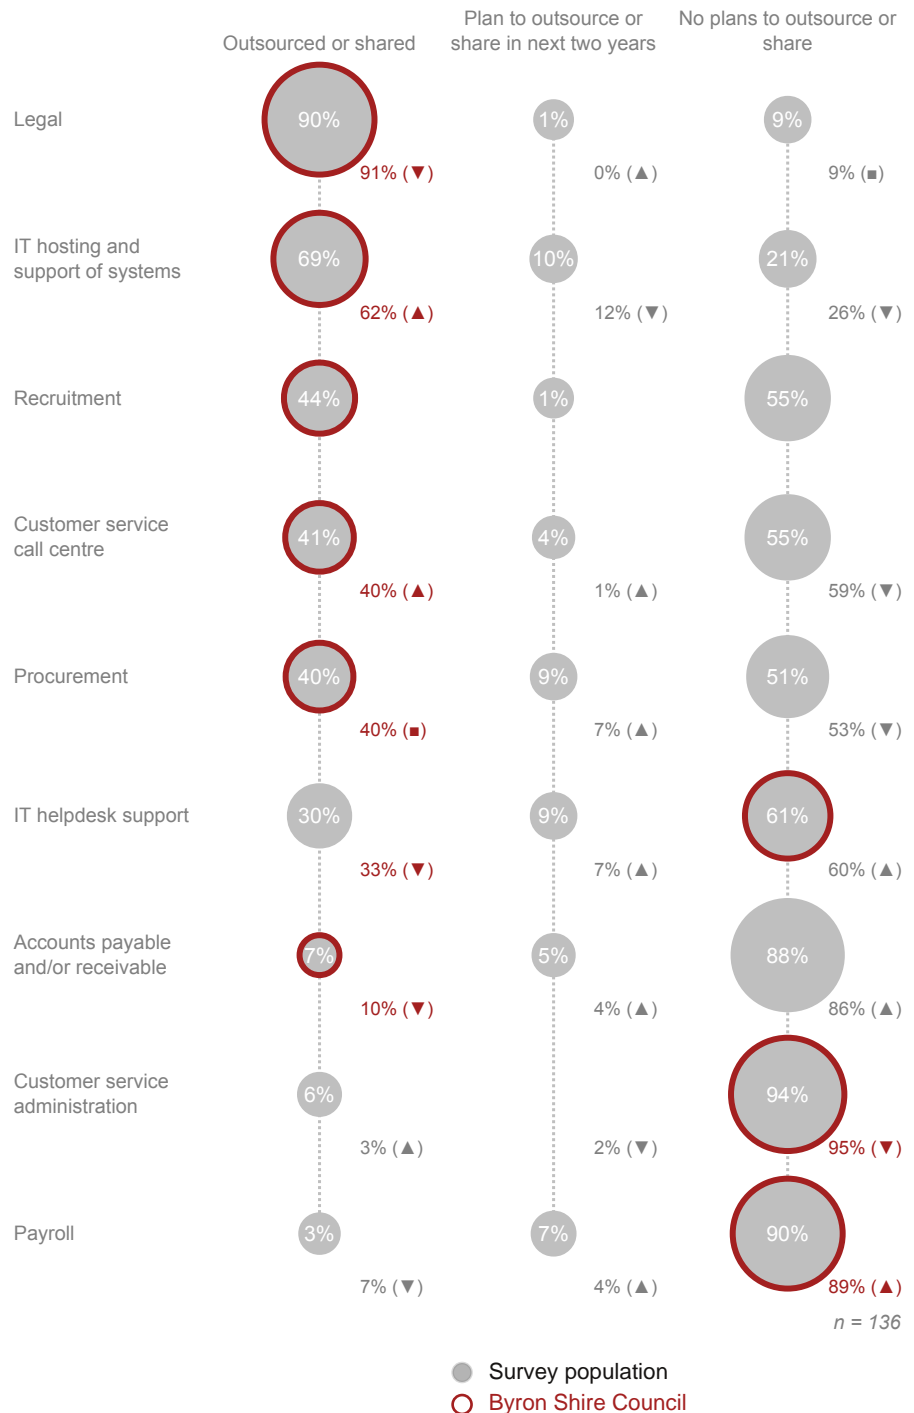 Outsourced or shared
Plan to outsource or
share in next two years
No plans to outsource or
share
Legal
90%
1%
9%
91% (▼)
0% (▲)
9% (■)
IT hosting and
support of systems
69%
10%
21%
62% (▲)
12% (▼)
26% (▼)
Recruitment
44%
1%
55%
Customer service
call centre
41%
4%
55%
40% (▲)
1% (▲)
59% (▼)
Procurement
40%
9%
51%
40% (■)
7% (▲)
53% (▼)
IT helpdesk support
30%
9%
61%
33% (▼)
7% (▲)
60% (▲)
Accounts payable
and/or receivable
7%
5%
88%
10% (▼)
4% (▲)
86% (▲)
Customer service
administration
6%
94%
3% (▲)
2% (▼)
95% (▼)
Payroll
3%
7%
90%
7% (▼)
4% (▲)
89% (▲)
n = 136
Survey population
Byron Shire Council